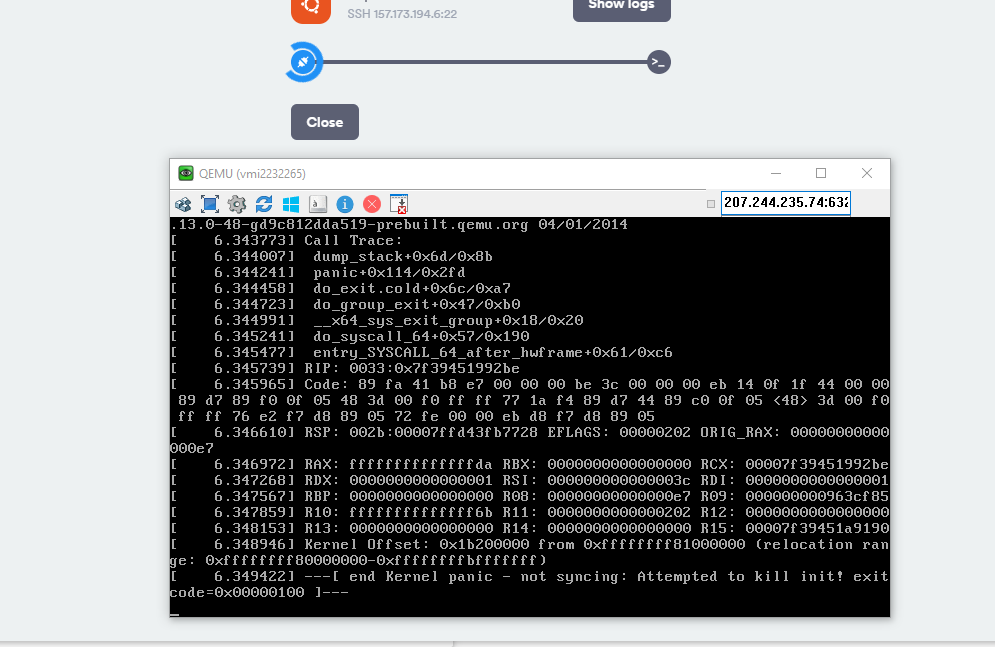 SSH 157.173.194.6:22
Show logs
>_
Close
QEMU (vmi2232265)
207.244.235.74:632
.13.0-48-gd9c812dda519-prebuilt.qemu.org 04/01/2014
[    6.343773] Call Trace:
[    6.344007]  dump_stack+0x6d/0x8b
[    6.344241]  panic+0x114/0x2fd
[    6.344458]  do_exit.cold+0x6c/0xa7
[    6.344723]  do_group_exit+0x47/0xb0
[    6.344991]  __x64_sys_exit_group+0x18/0x20
[    6.345241]  do_syscall_64+0x57/0x190
[    6.345477]  entry_SYSCALL_64_after_hwframe+0x61/0xc6
[    6.345739] RIP: 0033:0x7f39451992be
[    6.345965] Code: 89 fa 41 b8 e7 00 00 00 be 3c 00 00 00 eb 14 0f 1f 44 00 00
 89 d7 89 f0 0f 05 48 3d 00 f0 ff ff 77 1a f4 89 d7 44 89 c0 0f 05 <48> 3d 00 f0
 ff ff 76 e2 f7 d8 89 05 72 fe 00 00 eb d8 f7 d8 89 05
[    6.346610] RSP: 002b:00007ffd43fb7728 EFLAGS: 00000202 ORIG_RAX: 00000000000
000e7
[    6.346972] RAX: ffffffffffffffda RBX: 0000000000000000 RCX: 00007f39451992be
[    6.347268] RDX: 0000000000000001 RSI: 000000000000003c RDI: 0000000000000001
[    6.347567] RBP: 0000000000000000 R08: 00000000000000e7 R09: 000000000963cf85
[    6.347859] R10: ffffffffffffff6b R11: 0000000000000202 R12: 0000000000000000
[    6.348153] R13: 0000000000000000 R14: 0000000000000000 R15: 00007f39451a9190
[    6.348946] Kernel Offset: 0x1b200000 from 0xffffffff81000000 (relocation ran
ge: 0xffffffff80000000-0xffffffffbfffffff)
[    6.349422] ---[ end Kernel panic - not syncing: Attempted to kill init! exit
code=0x00000100 ]---